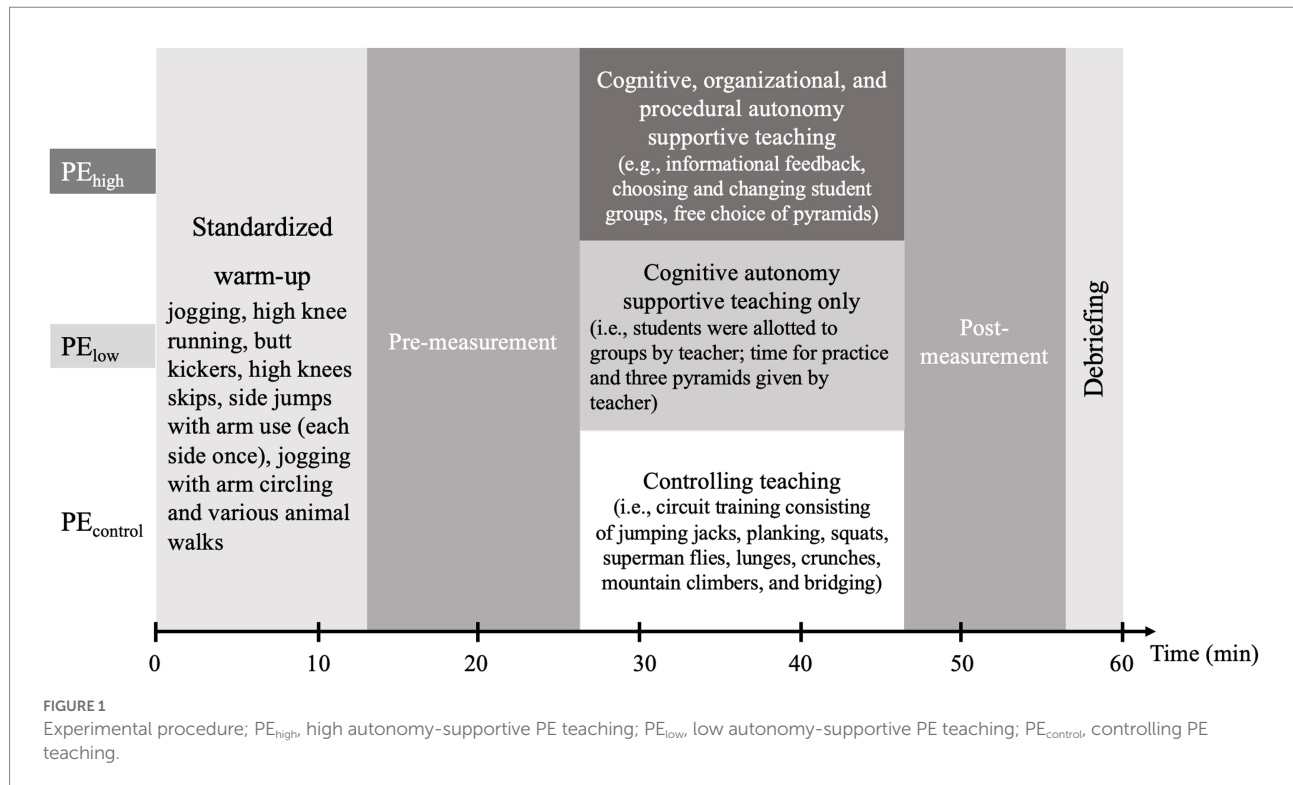 PEhigh
PElow
PEcontrol
Standardized
warm-up
jogging, high knee
running, butt
kickers, high knees
skips, side jumps
with arm use (each
side once), jogging
with arm circling
and various animal
walks
Pre-measurement
Cognitive, organizational, and
procedural autonomy
supportive teaching
(e.g., informational feedback,
choosing and changing student
groups, free choice of pyramids)
Cognitive autonomy
supportive teaching only
(i.e., students were allotted to
groups by teacher; time for practice
and three pyramids given by
teacher)
Controlling teaching
(i.e., circuit training consisting
of jumping jacks, planking, squats,
superman flies, lunges, crunches,
mountain climbers, and bridging)
Post-
measurement
Debriefing
0 10 20 30 40 50 60 Time (min)
FIGURE 1
Experimental procedure; PEhigh, high autonomy-supportive PE teaching; PElow, low autonomy-supportive PE teaching; PEcontrol, controlling PE
teaching.